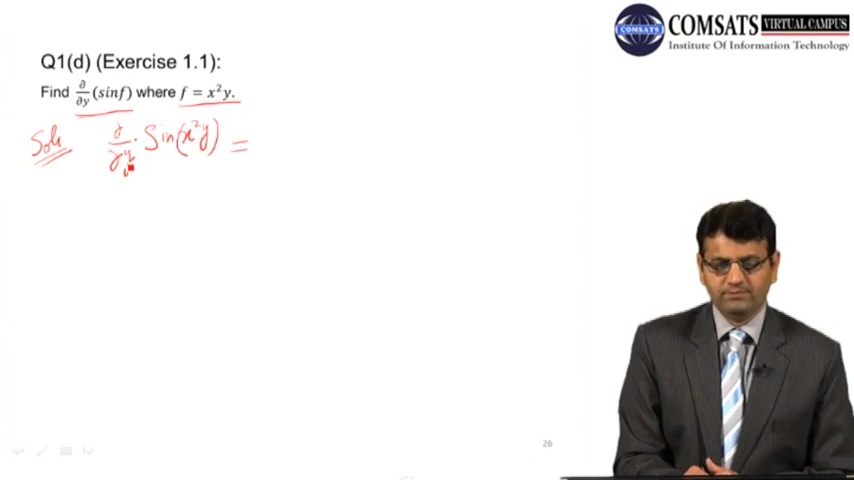 COMSATS VIRTUAL CAMPUS
COMSATS
Institute Of Information Technology
Q1(d) (Exercise 1.1):
Find ∂/∂y (sinf) where f = x²y.
Soln ∂/∂y · Sin(x²y) =
26